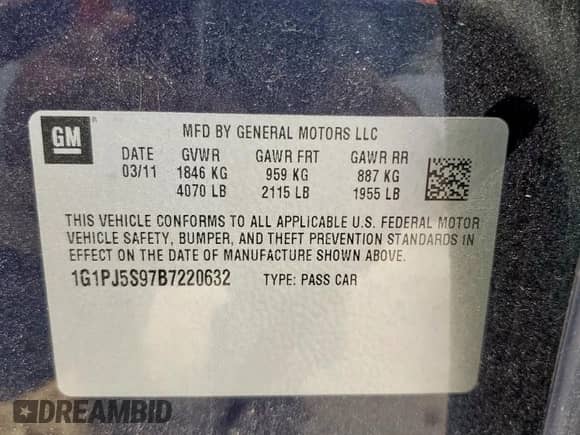 GM ®
MFD BY GENERAL MOTORS LLC
DATE GVWR GAWR FRT GAWR RR
03/11 1846 KG 959 KG 887 KG
4070 LB 2115 LB 1955 LB
THIS VEHICLE CONFORMS TO ALL APPLICABLE U.S. FEDERAL MOTOR
VEHICLE SAFETY, BUMPER, AND THEFT PREVENTION STANDARDS IN
EFFECT ON THE DATE OF MANUFACTURE SHOWN ABOVE.
1G1PJ5S97B7220632 TYPE: PASS CAR
DREAMBID